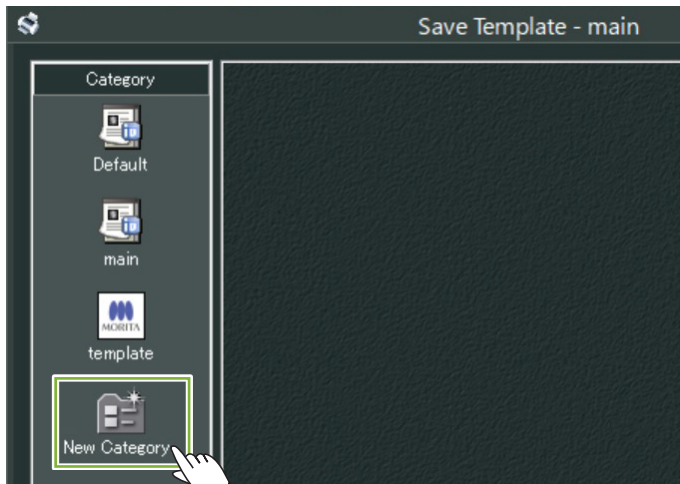 Save Template - main
Category
Default
main
MORITA
template
New Category